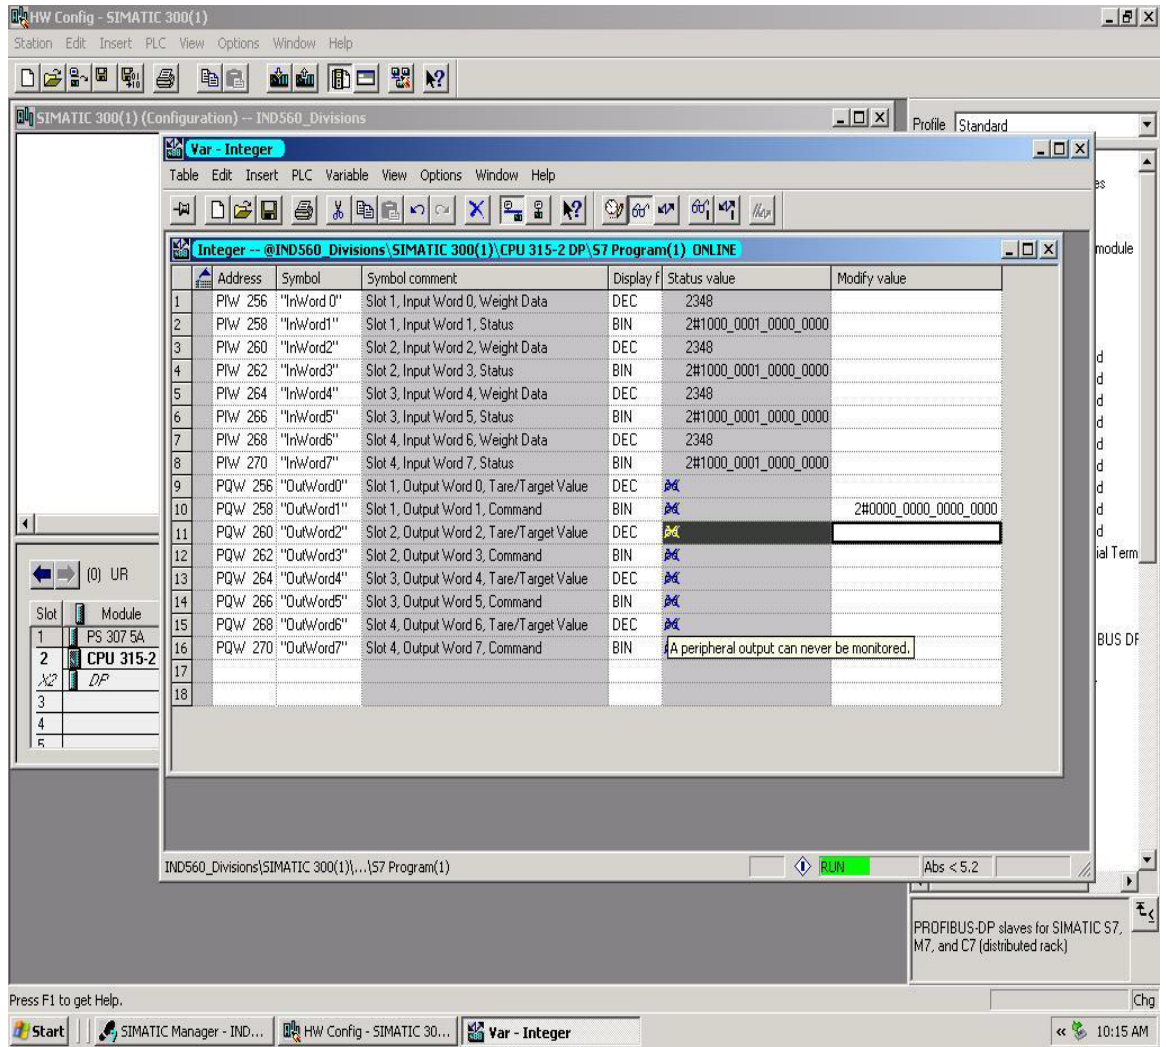 HW Config - SIMATIC 300(1)
Station Edit Insert PLC View Options Window Help
SIMATIC 300(1) (Configuration) -- IND560_Divisions
Profile Standard
Var - Integer
Table Edit Insert PLC Variable View Options Window Help
Integer -- @IND560_Divisions\SIMATIC 300(1)\CPU 315-2 DP\S7 Program(1) ONLINE
Address Symbol Symbol comment Display f Status value Modify value
1 PIW 256 "InWord 0" Slot 1, Input Word 0, Weight Data DEC 2348
2 PIW 258 "InWord1" Slot 1, Input Word 1, Status BIN 2#1000_0001_0000_0000
3 PIW 260 "InWord2" Slot 2, Input Word 2, Weight Data DEC 2348
4 PIW 262 "InWord3" Slot 2, Input Word 3, Status BIN 2#1000_0001_0000_0000
5 PIW 264 "InWord4" Slot 3, Input Word 4, Weight Data DEC 2348
6 PIW 266 "InWord5" Slot 3, Input Word 5, Status BIN 2#1000_0001_0000_0000
7 PIW 268 "InWord6" Slot 4, Input Word 6, Weight Data DEC 2348
8 PIW 270 "InWord7" Slot 4, Input Word 7, Status BIN 2#1000_0001_0000_0000
9 PQW 256 "OutWord0" Slot 1, Output Word 0, Tare/Target Value DEC
10 PQW 258 "OutWord1" Slot 1, Output Word 1, Command BIN 2#0000_0000_0000_0000
11 PQW 260 "OutWord2" Slot 2, Output Word 2, Tare/Target Value DEC
12 PQW 262 "OutWord3" Slot 2, Output Word 3, Command BIN
13 PQW 264 "OutWord4" Slot 3, Output Word 4, Tare/Target Value DEC
14 PQW 266 "OutWord5" Slot 3, Output Word 5, Command BIN
15 PQW 268 "OutWord6" Slot 4, Output Word 6, Tare/Target Value DEC
16 PQW 270 "OutWord7" Slot 4, Output Word 7, Command BIN
A peripheral output can never be monitored.
17
18
es
module
d
d
d
d
d
d
d
d
d
ial Term
BUS DF
(0) UR
Slot Module
1 PS 307 5A
2 CPU 315-2
X2 DP
3
4
5
IND560_Divisions\SIMATIC 300(1)\...\S7 Program(1)
RUN
Abs < 5.2
PROFIBUS-DP slaves for SIMATIC S7,
M7, and C7 (distributed rack)
Press F1 to get Help.
Chg
Start
SIMATIC Manager - IND...
HW Config - SIMATIC 30...
Var - Integer
10:15 AM